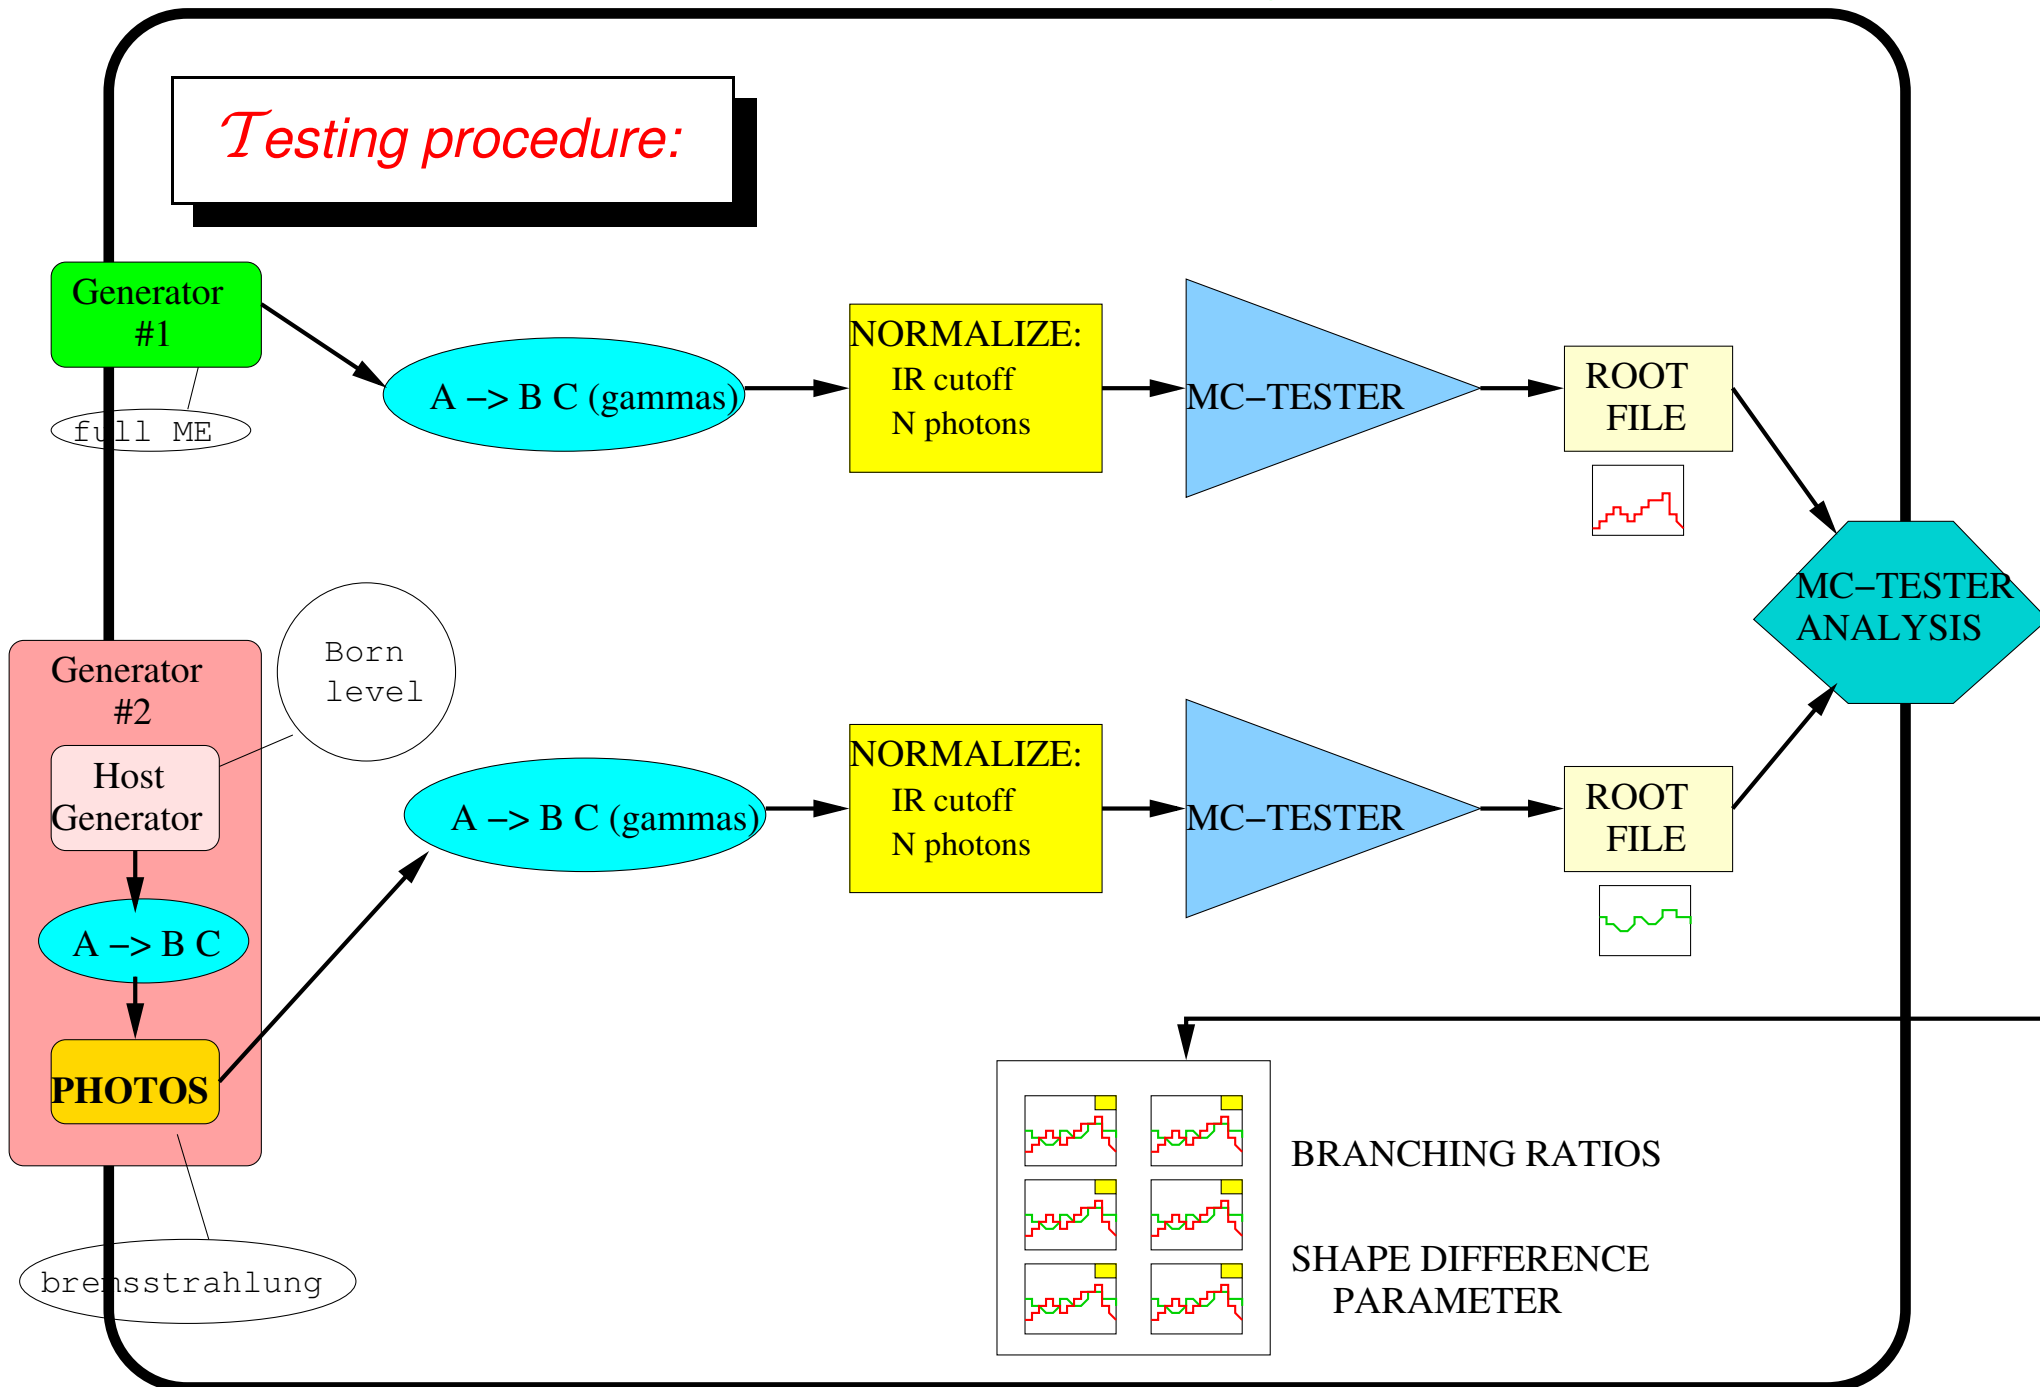 Testing procedure:
Generator
#1
full ME
A −> B C (gammas)
NORMALIZE:
IR cutoff
N photons
MC−TESTER
ROOT
FILE
MC−TESTER
ANALYSIS
Generator
#2
Born
level
Host
Generator
A −> B C
PHOTOS
bremsstrahlung
A −> B C (gammas)
NORMALIZE:
IR cutoff
N photons
MC−TESTER
ROOT
FILE
BRANCHING RATIOS
SHAPE DIFFERENCE
PARAMETER